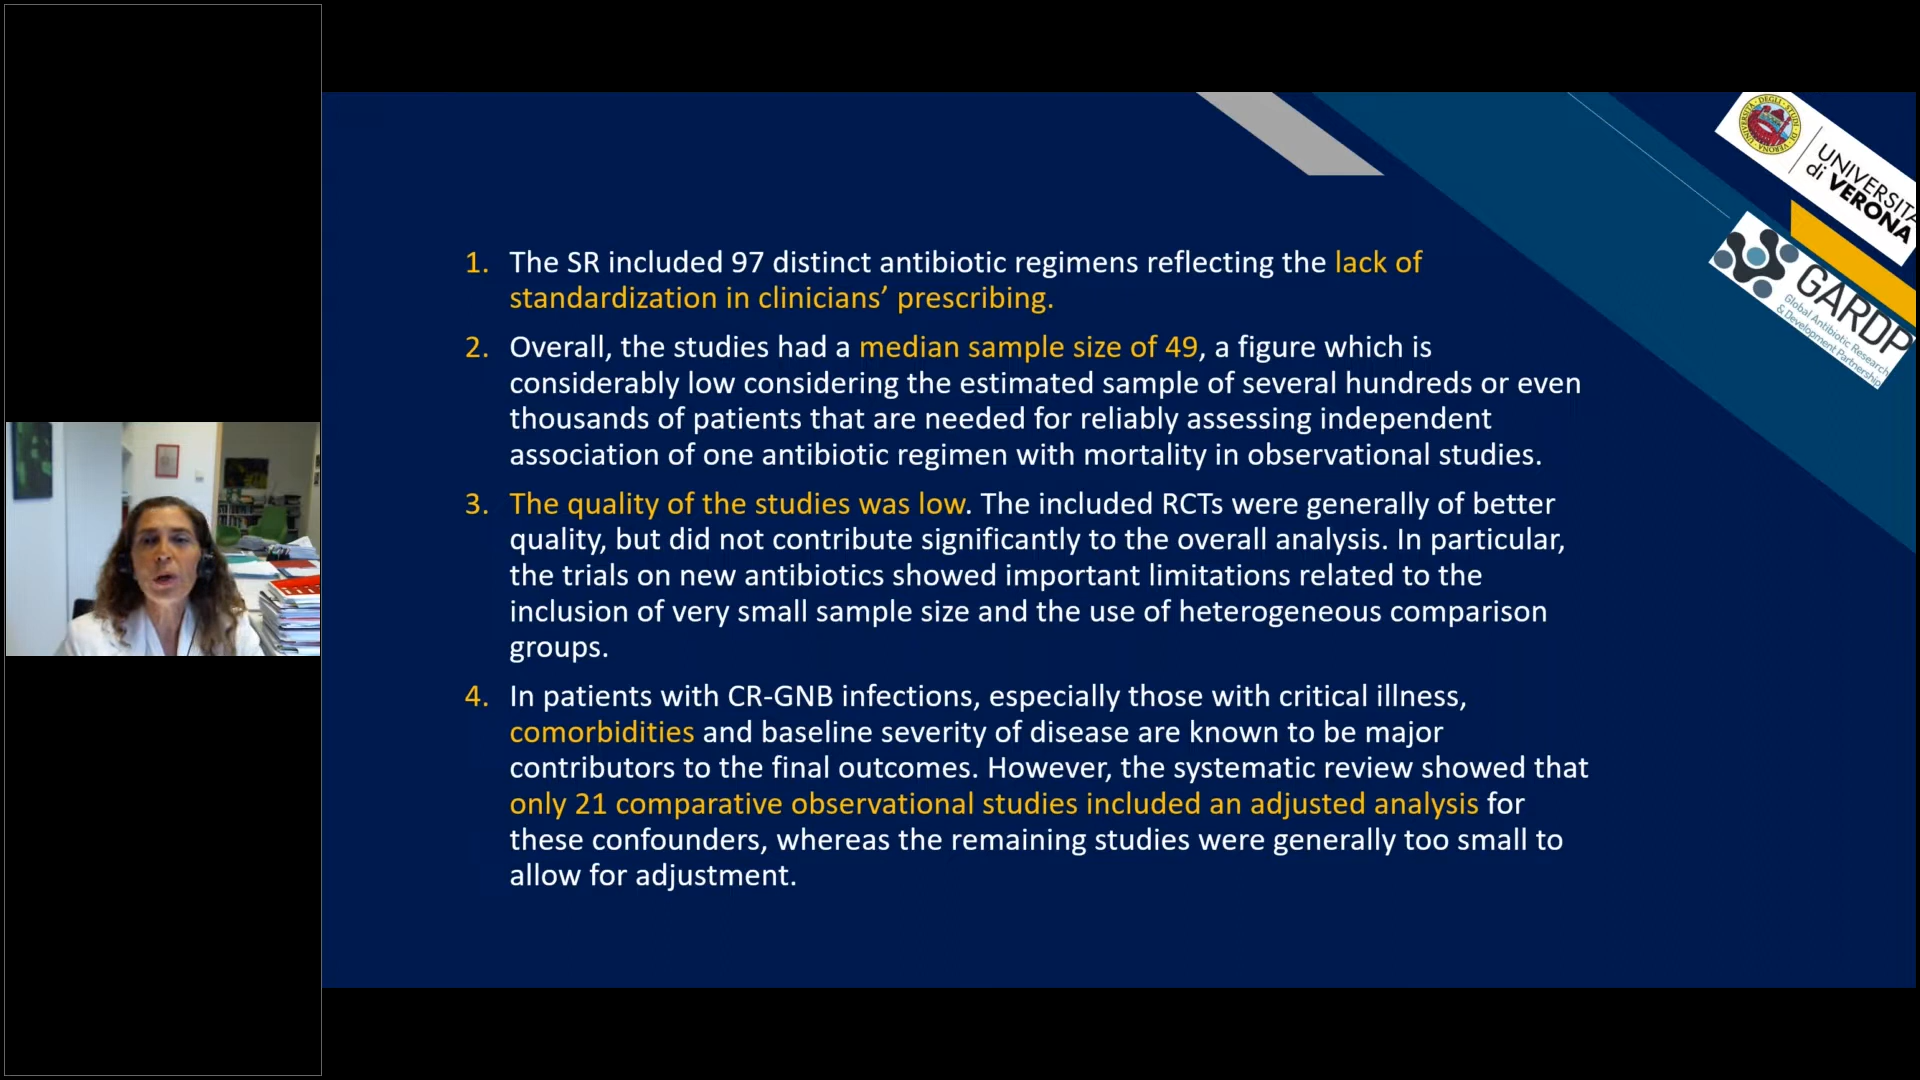 1. The SR included 97 distinct antibiotic regimens reflecting the lack of
standardization in clinicians’ prescribing.
2. Overall, the studies had a median sample size of 49, a figure which is
considerably low considering the estimated sample of several hundreds or even
thousands of patients that are needed for reliably assessing independent
association of one antibiotic regimen with mortality in observational studies.
3. The quality of the studies was low. The included RCTs were generally of better
quality, but did not contribute significantly to the overall analysis. In particular,
the trials on new antibiotics showed important limitations related to the
inclusion of very small sample size and the use of heterogeneous comparison
groups.
4. In patients with CR-GNB infections, especially those with critical illness,
comorbidities and baseline severity of disease are known to be major
contributors to the final outcomes. However, the systematic review showed that
only 21 comparative observational studies included an adjusted analysis for
these confounders, whereas the remaining studies were generally too small to
allow for adjustment.
UNIVERSITÀ
di VERONA
GARDP
Global Antibiotic Research
& Development Partnership